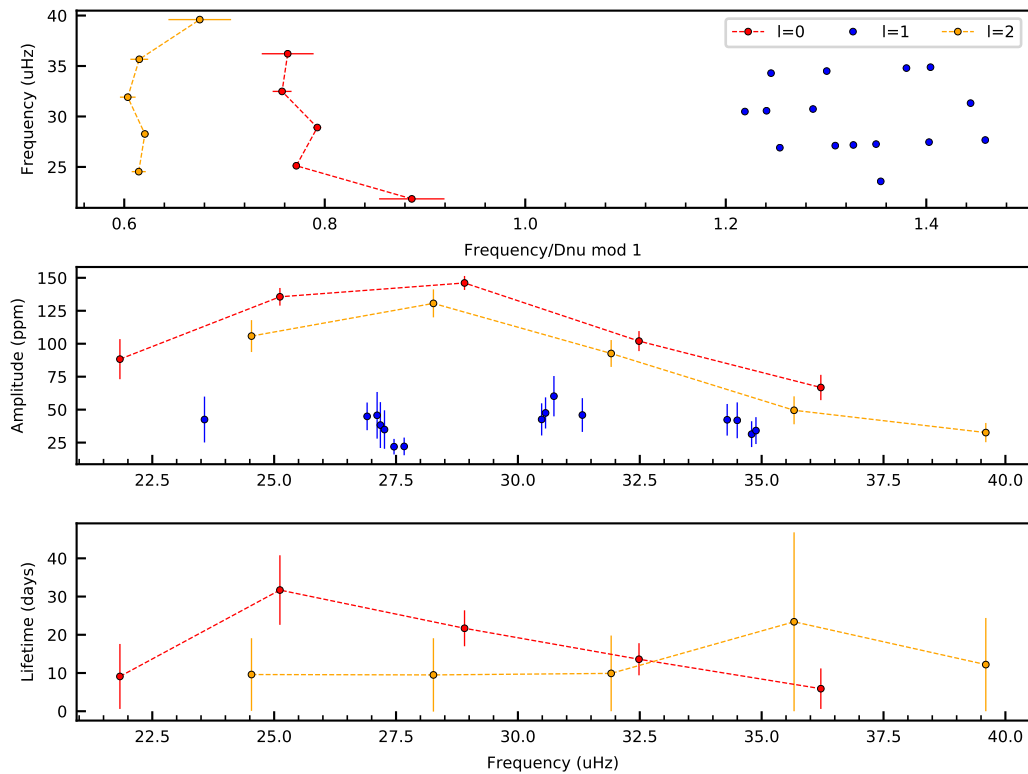 40
35
30
25
Frequency (uHz)
l=0 l=1 l=2
0.6 0.8 1.0 1.2 1.4
Frequency/Dnu mod 1
150
125
100
75
50
25
Amplitude (ppm)
22.5 25.0 27.5 30.0 32.5 35.0 37.5 40.0
40
30
20
10
0
Lifetime (days)
22.5 25.0 27.5 30.0 32.5 35.0 37.5 40.0
Frequency (uHz)